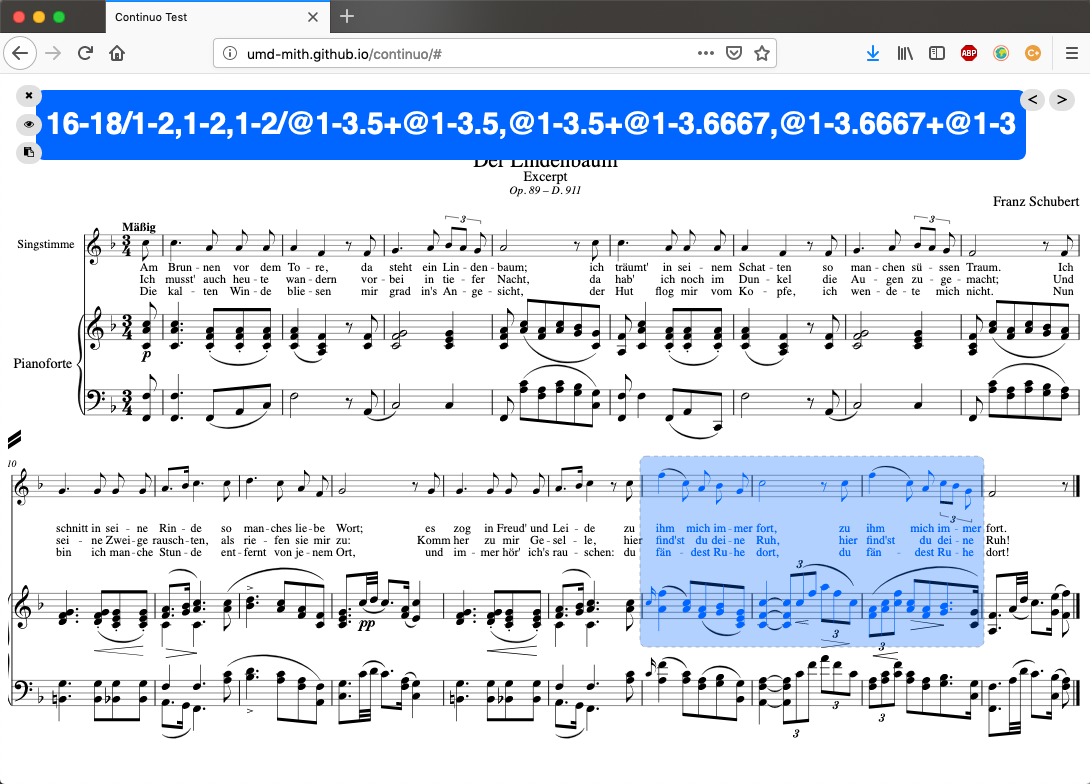 Continuo Test
umd-mith.github.io/continuo/#
ABP
C+
16-18/1-2,1-2,1-2/@1-3.5+@1-3.5,@1-3.5+@1-3.6667,@1-3.6667+@1-3
< >
Der Lindenbaum
Excerpt
Op. 89 – D. 911
Franz Schubert
Mäßig
3 3
Singstimme
Am Brun - nen vor dem To - re, da steht ein Lin - den - baum; ich träumt' in sei - nem Schat - ten so man - chen sü - ssen Traum. Ich
Ich musst' auch heu - te wan - dern vor - bei in tie - fer Nacht, da hab' ich noch im Dun - kel die Au - gen zu - ge - macht; Und
Die kal - ten Win - de blie - sen mir grad in's An - ge - sicht, der Hut flog mir vom Ko - pfe, ich wen - de - te mich nicht. Nun
p
Pianoforte
10
schnitt in sei - ne Rin - de so man - ches lie - be Wort; es zog in Freud' und Lei - de zu ihm mich im - mer fort, zu ihm mich im - mer fort.
sei - ne Zwei - ge rausch - ten, als rie - fen sie mir zu: Komm her zu mir Ge - sel - le, hier find'st du dei - ne Ruh, hier find'st du dei - ne Ruh!
bin ich man - che Stun - de ent - fernt von je - nem Ort, und im - mer hör' ich's rau - schen: du fän - dest Ru - he dort, du fän - dest Ru - he dort!
3
3
pp
3
3
3
3
3